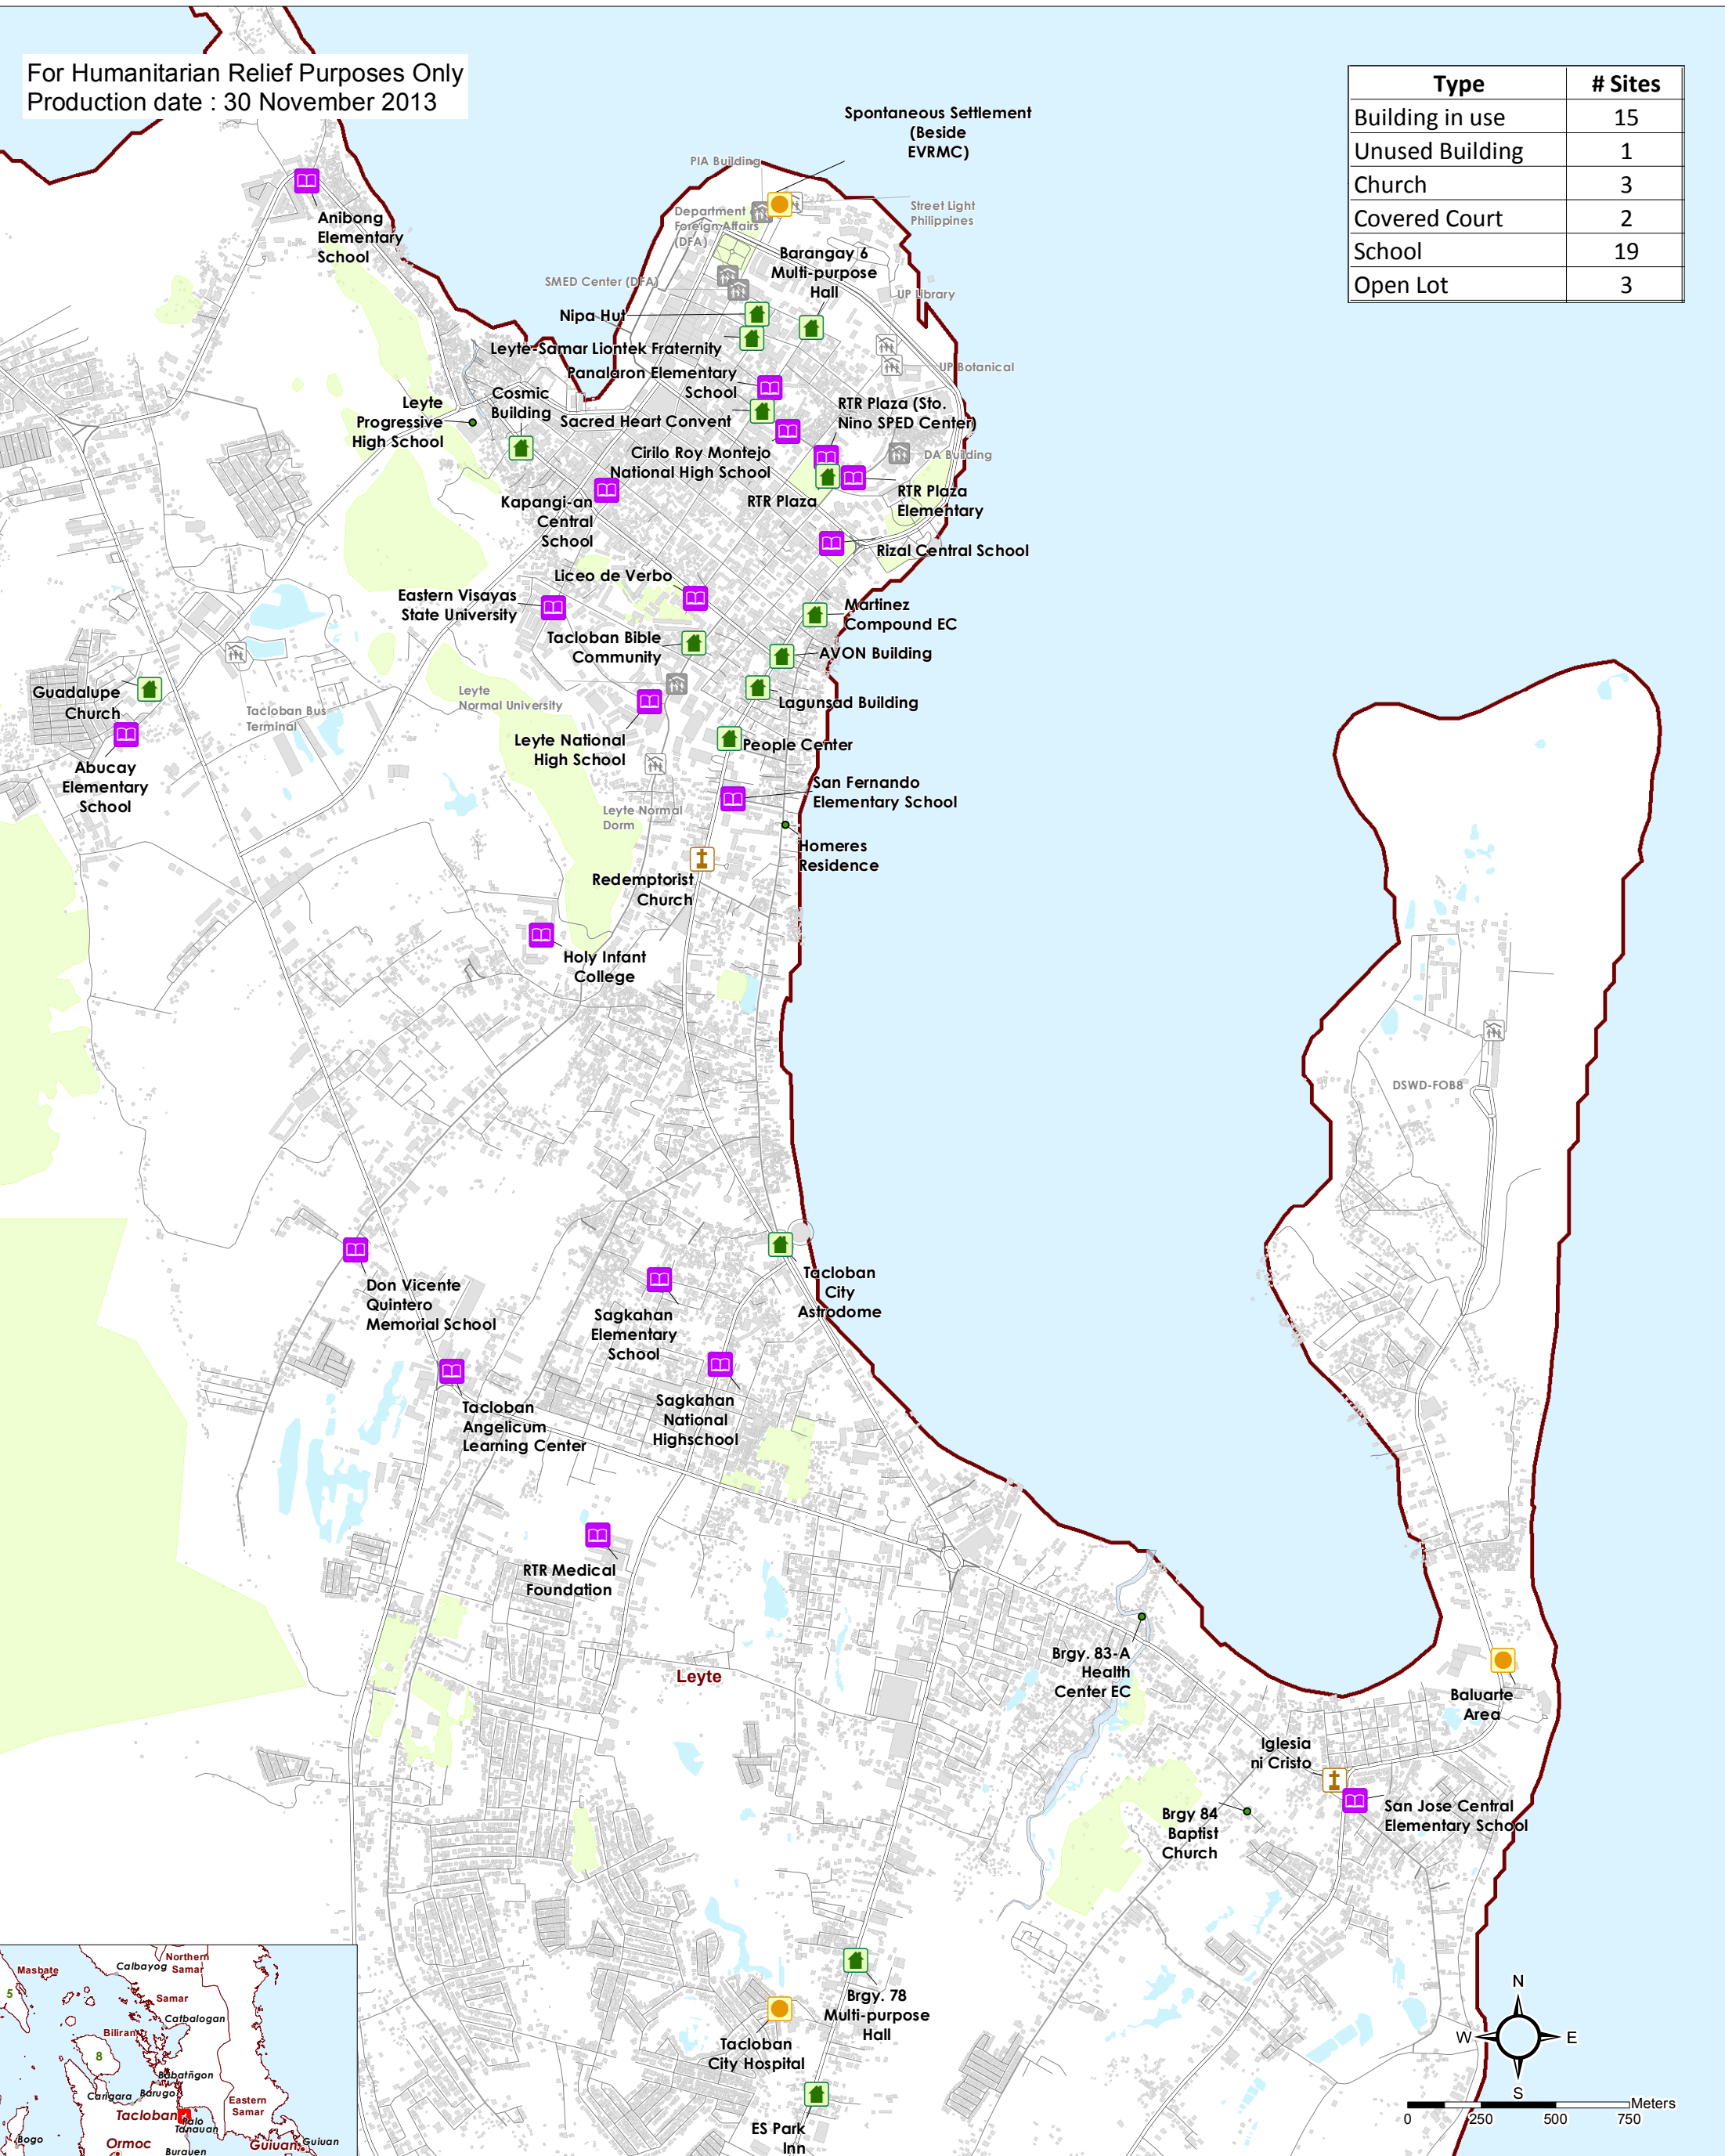 For Humanitarian Relief Purposes Only
Production date : 30 November 2013
Type # Sites
Building in use 15
Unused Building 1
Church 3
Covered Court 2
School 19
Open Lot 3
Spontaneous Settlement
(Beside
EVRMC)
PIA Building
Street Light
Philippines
Department
Foreign Affairs
(DFA)
Anibong
Elementary
School
Barangay 6
Multi-purpose
Hall
SMED Center (DFA)
UP Library
Nipa Hut
Leyte-Samar Liontek Fraternity
UP Botanical
Panalaron Elementary
School
Cosmic
Building
Leyte
Progressive
High School
Sacred Heart Convent
RTR Plaza (Sto.
Nino SPED Center)
Cirilo Roy Montejo
National High School
DA Building
RTR Plaza
RTR Plaza
Elementary
Kapangi-an
Central
School
Rizal Central School
Liceo de Verbo
Eastern Visayas
State University
Martinez
Compound EC
Tacloban Bible
Community
AVON Building
Guadalupe
Church
Leyte
Normal University
Lagunsad Building
Tacloban Bus
Terminal
Leyte National
High School
People Center
Abucay
Elementary
School
San Fernando
Elementary School
Leyte Normal
Dorm
Homeres
Residence
Redemptorist
Church
Holy Infant
College
DSWD-FOB8
Tacloban
City
Astrodome
Don Vicente
Quintero
Memorial School
Sagkahan
Elementary
School
Sagkahan
National
Highschool
Tacloban
Angelicum
Learning Center
RTR Medical
Foundation
Leyte
Brgy. 83-A
Health
Center EC
Baluarte
Area
Iglesia
ni Cristo
San Jose Central
Elementary School
Brgy 84
Baptist
Church
Brgy. 78
Multi-purpose
Hall
Tacloban
City Hospital
ES Park
Inn
Masbate
Calbayog
Northern
Samar
5
Samar
Catbalogan
Biliran
8
Babatñgon
Carigara
Barugo
Eastern
Samar
Tacloban
Palo
Tanauan
Bogo
Ormoc
Burauen
Guiuan
Guiuan
N
W
E
S
Meters
0 250 500 750